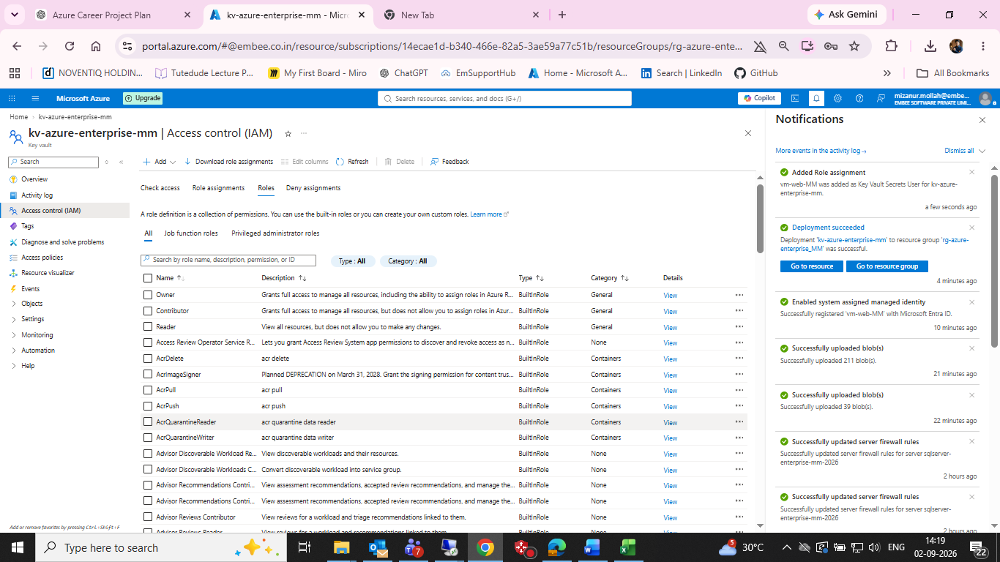 Azure Career Project Plan
kv-azure-enterprise-mm - Micro
New Tab
Ask Gemini
portal.azure.com/#@embee.co.in/resource/subscriptions/14ecae1d-b340-466e-82a5-3ae59a77c51b/resourceGroups/rg-azure-ente...
NOVENTIQ HOLDIN...
Tutedude Lecture P...
My First Board - Miro
ChatGPT
EmSupportHub
Home - Microsoft A...
Search | LinkedIn
GitHub
All Bookmarks
Microsoft Azure
Upgrade
Search resources, services, and docs (G+/)
Copilot
mizanur.mollah@embe...
EMBEE SOFTWARE PRIVATE LIMI...
Home > kv-azure-enterprise-mm
kv-azure-enterprise-mm | Access control (IAM)
Key vault
Search
Overview
Activity log
Access control (IAM)
Tags
Diagnose and solve problems
Access policies
Resource visualizer
Events
Objects
Settings
Monitoring
Automation
Help
Add or remove favorites by pressing Ctrl+Shift+F
Add
Download role assignments
Edit columns
Refresh
Delete
Feedback
Check access
Role assignments
Roles
Deny assignments
A role definition is a collection of permissions. You can use the built-in roles or you can create your own custom roles. Learn more
All
Job function roles
Privileged administrator roles
Search by role name, description, permission, or ID
Type : All
Category : All
Name Description Type Category Details
Owner Grants full access to manage all resources, including the ability to assign roles in Azure R... BuiltInRole General View
Contributor Grants full access to manage all resources, but does not allow you to assign roles in Azur... BuiltInRole General View
Reader View all resources, but does not allow you to make any changes. BuiltInRole General View
Access Review Operator Service R... Lets you grant Access Review System app permissions to discover and revoke access as n... BuiltInRole None View
AcrDelete acr delete BuiltInRole Containers View
AcrImageSigner Planned DEPRECATION on March 31, 2028. Grant the signing permission for content trus... BuiltInRole Containers View
AcrPull acr pull BuiltInRole Containers View
AcrPush acr push BuiltInRole Containers View
AcrQuarantineReader acr quarantine data reader BuiltInRole Containers View
AcrQuarantineWriter acr quarantine data writer BuiltInRole Containers View
Advisor Discoverable Workload Re... View discovered workloads and their resources. BuiltInRole None View
Advisor Discoverable Workloads C... Convert discoverable workload into service group. BuiltInRole None View
Advisor Recommendations Contri... View assessment recommendations, accepted review recommendations, and manage the... BuiltInRole None View
Advisor Recommendations Contri... View assessment recommendations, accepted review recommendations, and manage the... BuiltInRole None View
Advisor Reviews Contributor View reviews for a workload and triage recommendations linked to them. BuiltInRole None View
Advisor Reviews Reader View reviews for a workload and recommendations linked to them. BuiltInRole None View
Notifications
More events in the activity log →
Dismiss all
Added Role assignment
vm-web-MM was added as Key Vault Secrets User for kv-azure-
enterprise-mm.
a few seconds ago
Deployment succeeded
Deployment 'kv-azure-enterprise-mm' to resource group 'rg-azure-
enterprise_MM' was successful.
Go to resource
Go to resource group
4 minutes ago
Enabled system assigned managed identity
Successfully registered 'vm-web-MM' with Microsoft Entra ID.
10 minutes ago
Successfully uploaded blob(s)
Successfully uploaded 211 blob(s).
21 minutes ago
Successfully uploaded blob(s)
Successfully uploaded 39 blob(s).
22 minutes ago
Successfully updated server firewall rules
Successfully updated server firewall rules for server sqlserver-
enterprise-mm-2026
2 hours ago
Successfully updated server firewall rules
Successfully updated server firewall rules for server sqlserver-
enterprise-mm-2026
2 hours ago
Type here to search
7
5
30°C
ENG
14:19
02-09-2026
22